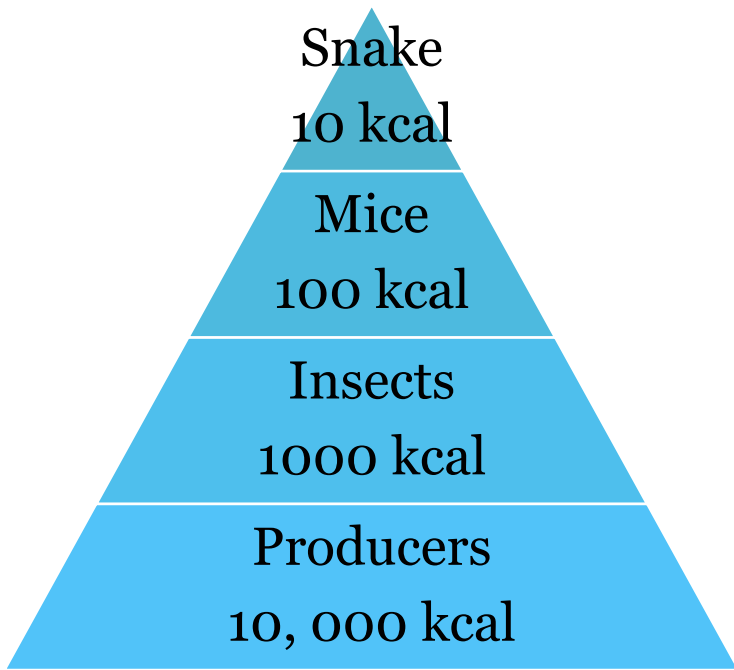 Snake
10 kcal
Mice
100 kcal
Insects
1000 kcal
Producers
10, 000 kcal